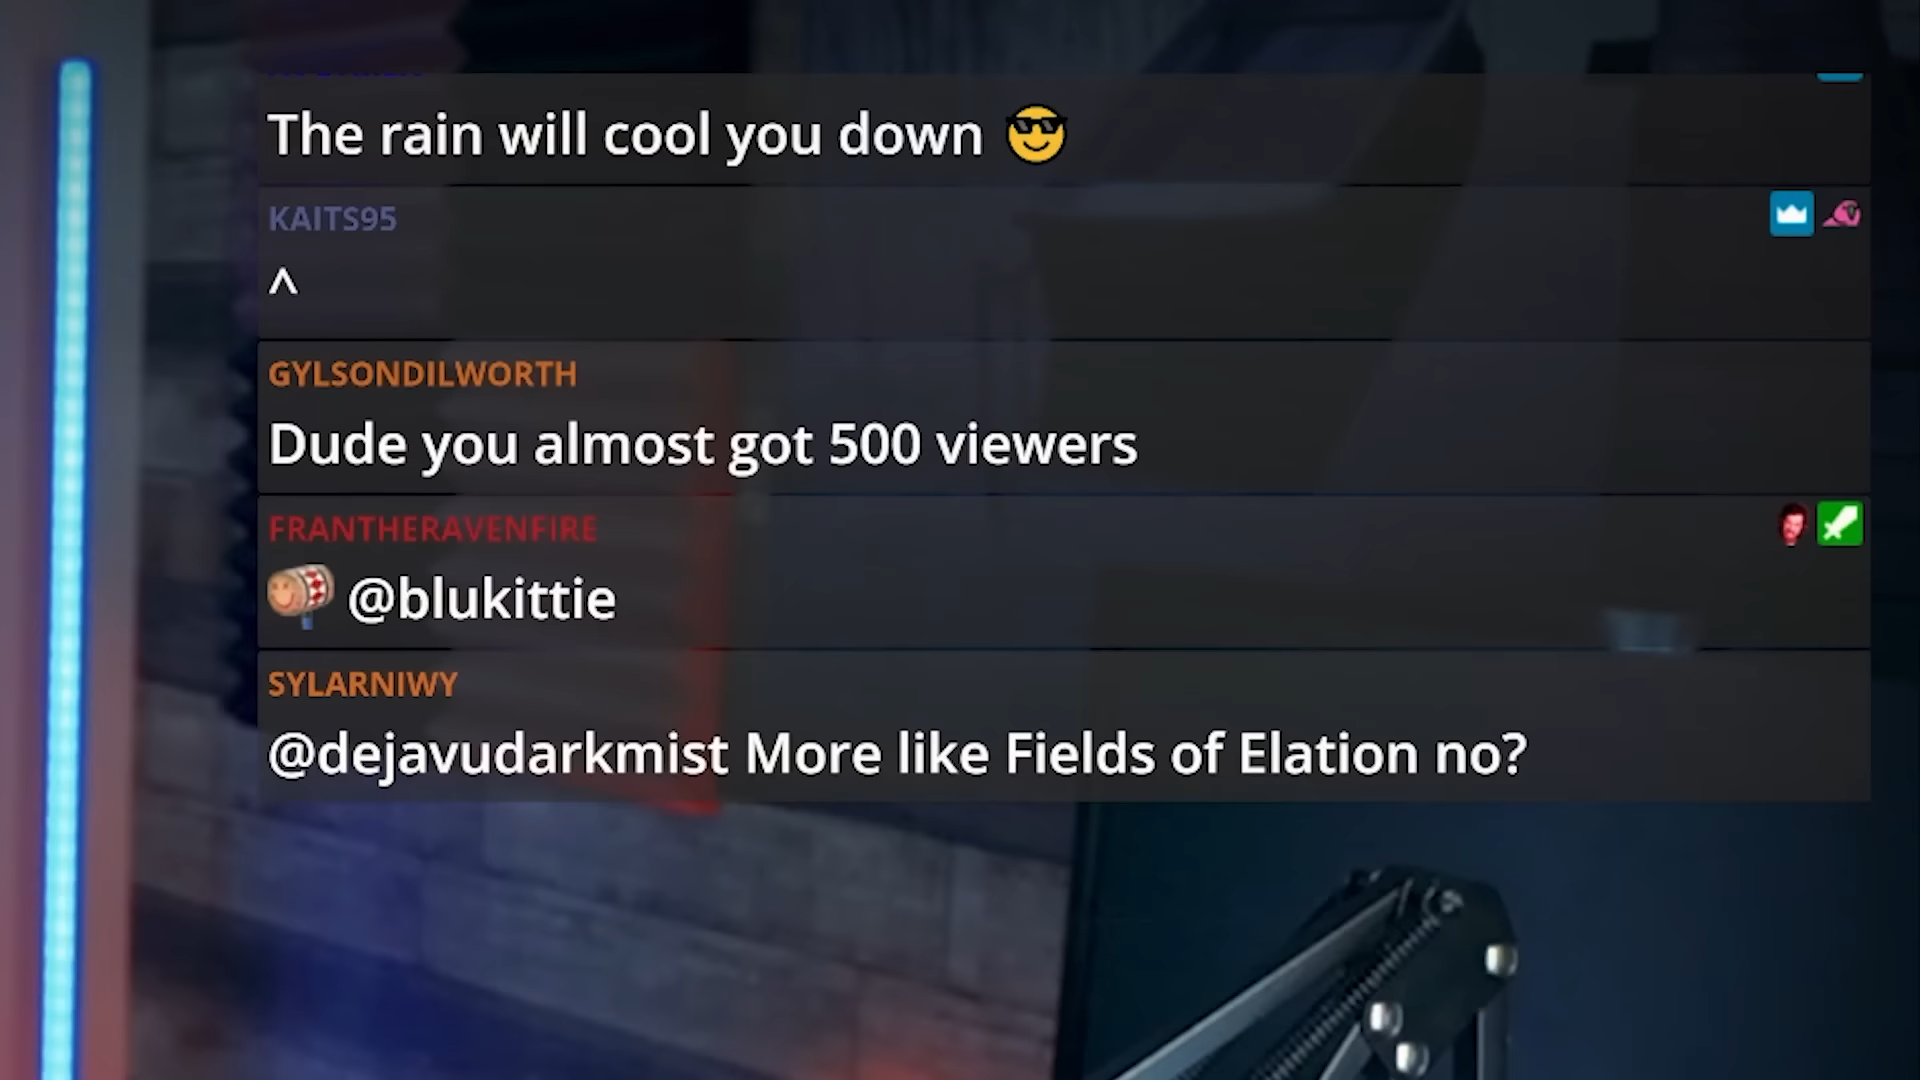 The rain will cool you down 😎
KAITS95
^
GYLSONDILWORTH
Dude you almost got 500 viewers
FRANTHERAVENFIRE
@blukittie
SYLARNIWY
@dejavudarkmist More like Fields of Elation no?